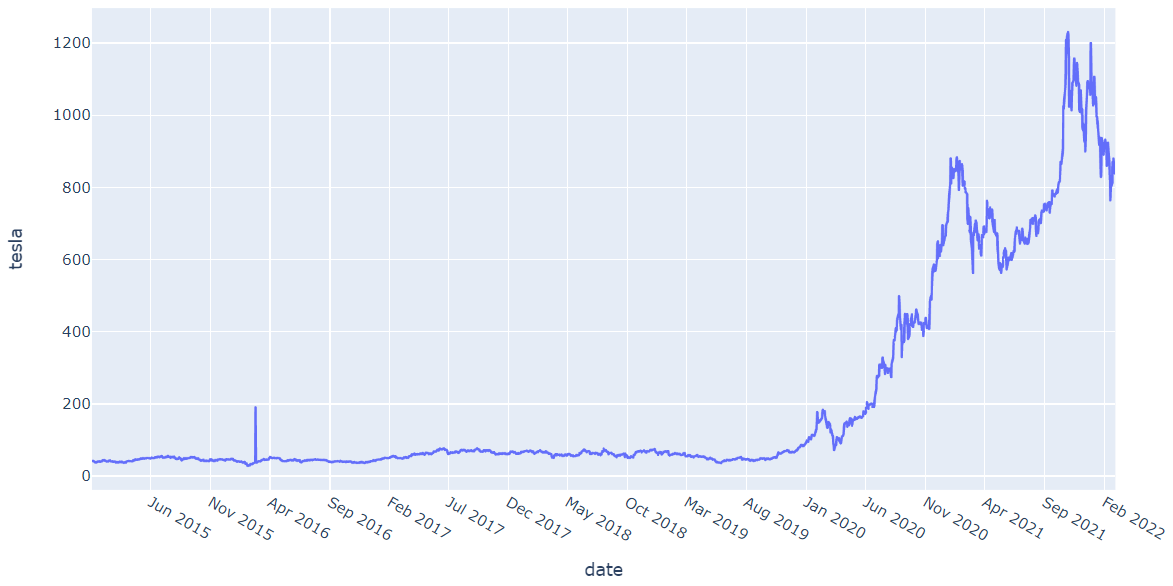 1200
1000
800
600
400
200
0
tesla
Jun 2015
Nov 2015
Apr 2016
Sep 2016
Feb 2017
Jul 2017
Dec 2017
May 2018
Oct 2018
Mar 2019
Aug 2019
Jan 2020
Jun 2020
Nov 2020
Apr 2021
Sep 2021
Feb 2022
date